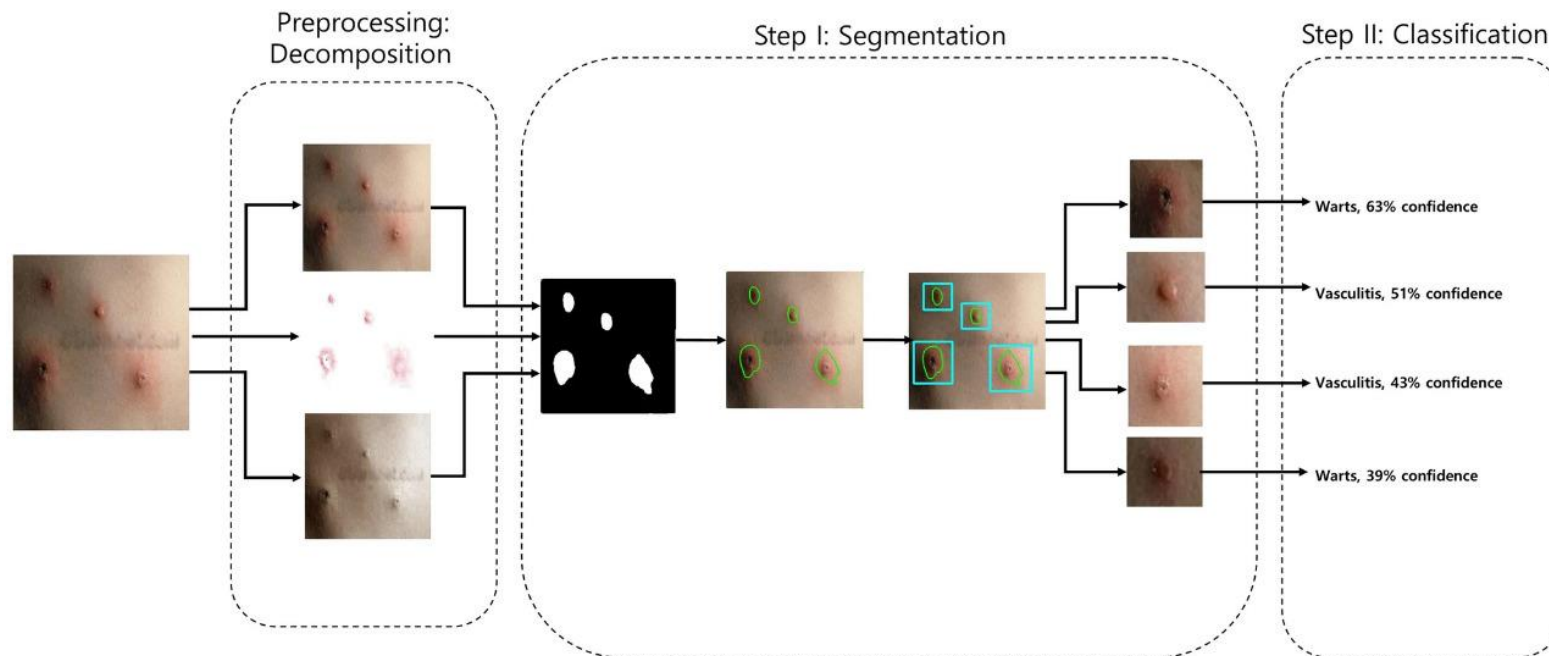 Preprocessing:
Decomposition
Step I: Segmentation
Step II: Classification
Warts, 63% confidence
Vasculitis, 51% confidence
Vasculitis, 43% confidence
Warts, 39% confidence